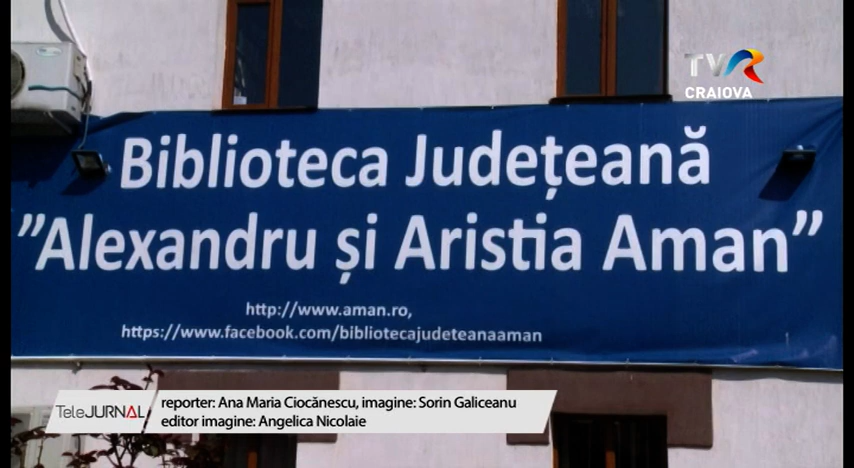 TVR
CRAIOVA
Biblioteca Județeană
”Alexandru și Aristia Aman”
http://www.aman.ro,
https://www.facebook.com/bibliotecajudeteanaaman
TeleJURNAL
reporter: Ana Maria Ciocănescu, imagine: Sorin Galiceanu
editor imagine: Angelica Nicolaie